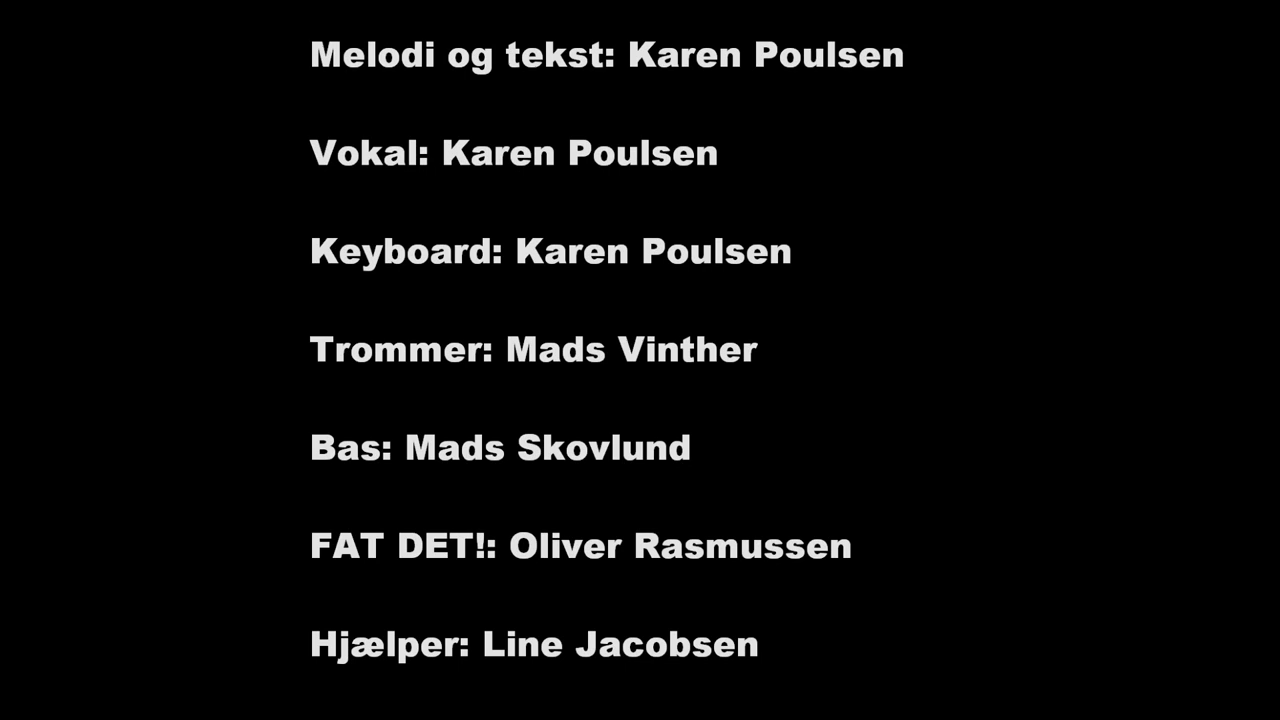 Melodi og tekst: Karen Poulsen
Vokal: Karen Poulsen
Keyboard: Karen Poulsen
Trommer: Mads Vinther
Bas: Mads Skovlund
FAT DET!: Oliver Rasmussen
Hjælper: Line Jacobsen